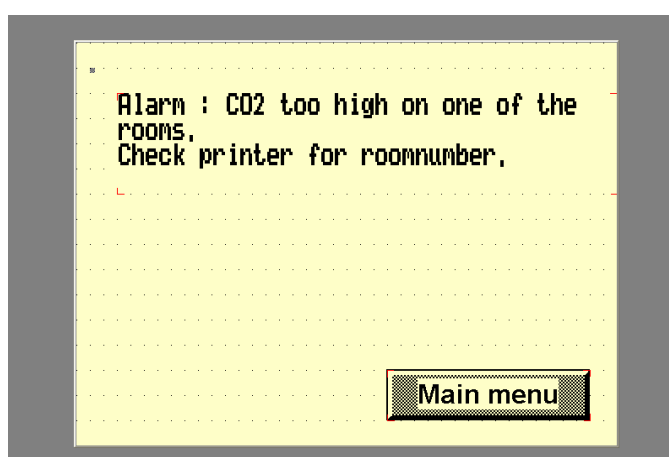 Alarm : CO2 too high on one of the
rooms.
Check printer for roomnumber.
Main menu